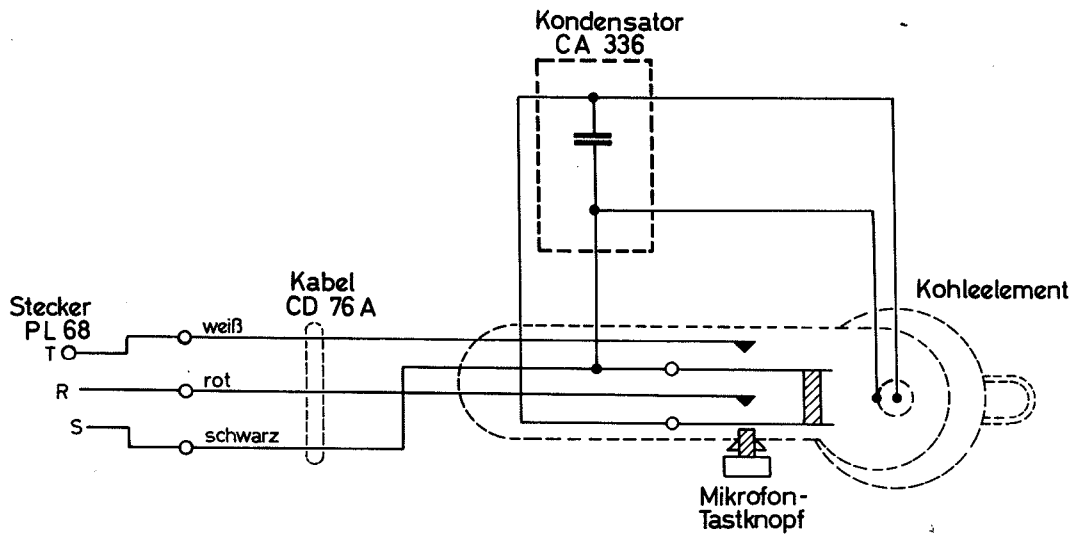 Kondensator
CA 336
Kabel
CD 76 A
Stecker
PL 68
T
weiß
R
rot
S
schwarz
Kohleelement
Mikrofon-
Tastknopf